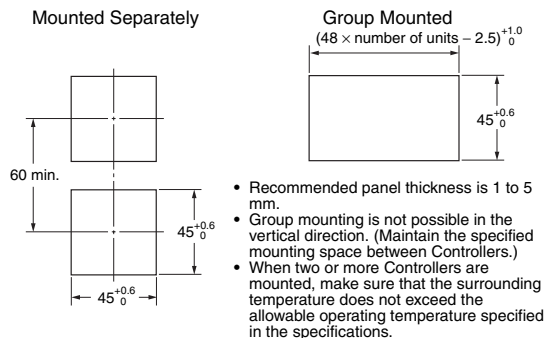 Mounted Separately
60 min.
45 +0.6 0
45 +0.6 0
Group Mounted
(48 × number of units − 2.5) +1.0 0
45 +0.6 0
• Recommended panel thickness is 1 to 5
mm.
• Group mounting is not possible in the
vertical direction. (Maintain the specified
mounting space between Controllers.)
• When two or more Controllers are
mounted, make sure that the surrounding
temperature does not exceed the
allowable operating temperature specified
in the specifications.